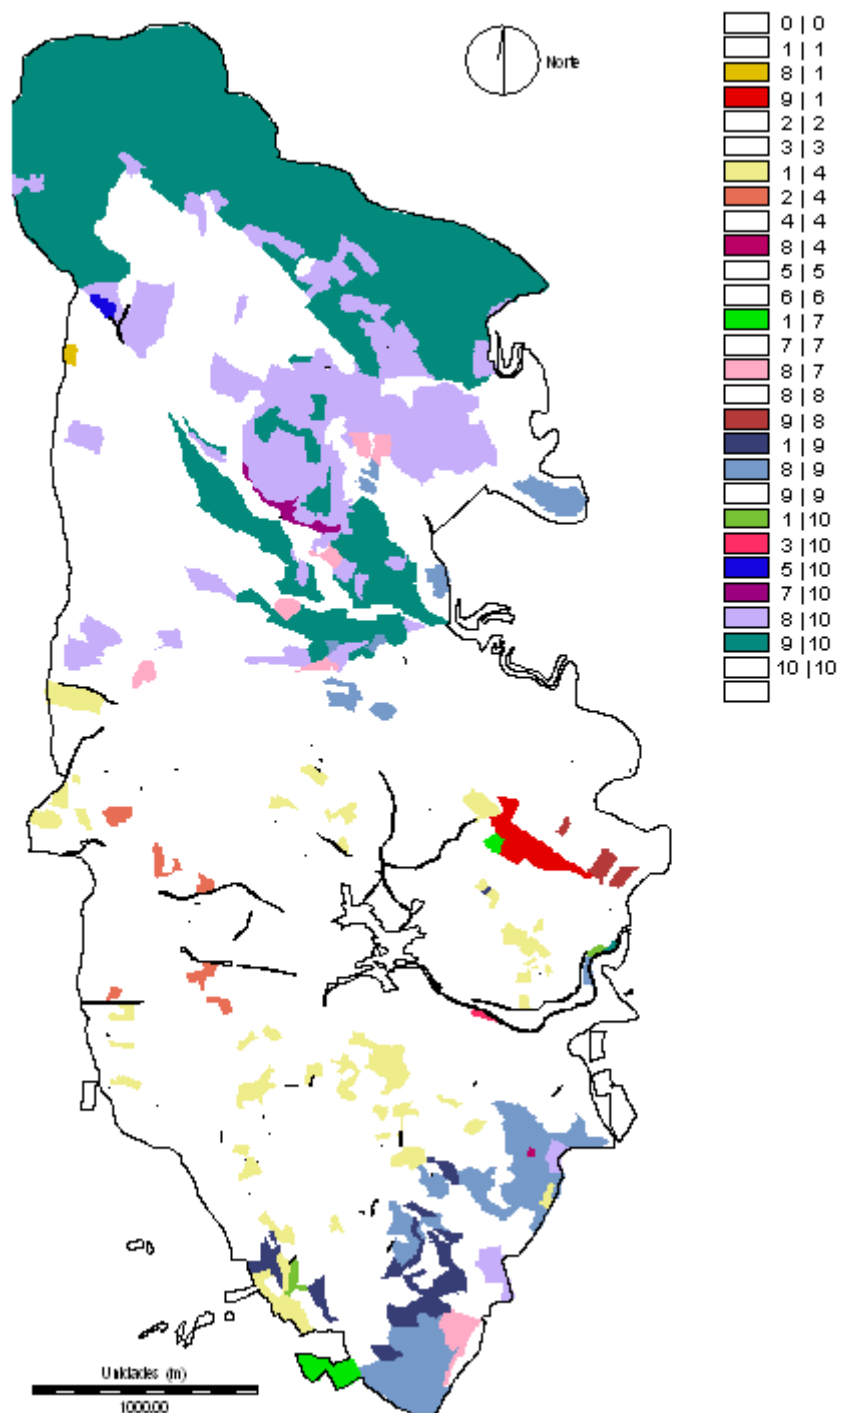 Norte
0 | 0
1 | 1
8 | 1
9 | 1
2 | 2
3 | 3
1 | 4
2 | 4
4 | 4
8 | 4
5 | 5
6 | 6
1 | 7
7 | 7
8 | 7
8 | 8
9 | 8
1 | 9
8 | 9
9 | 9
1 | 10
3 | 10
5 | 10
7 | 10
8 | 10
9 | 10
10 | 10
Unidades (m)
1000.00